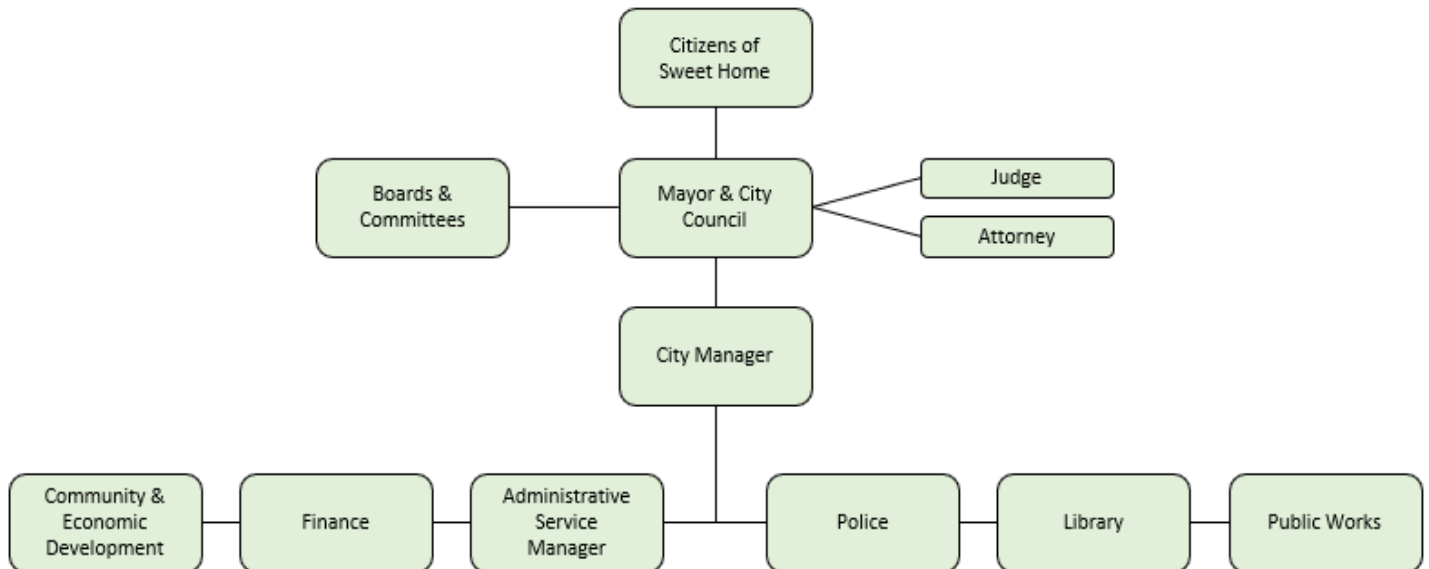 Citizens of
Sweet Home
Boards &
Committees
Mayor & City
Council
Judge
Attorney
City Manager
Community &
Economic
Development
Finance
Administrative
Service
Manager
Police
Library
Public Works